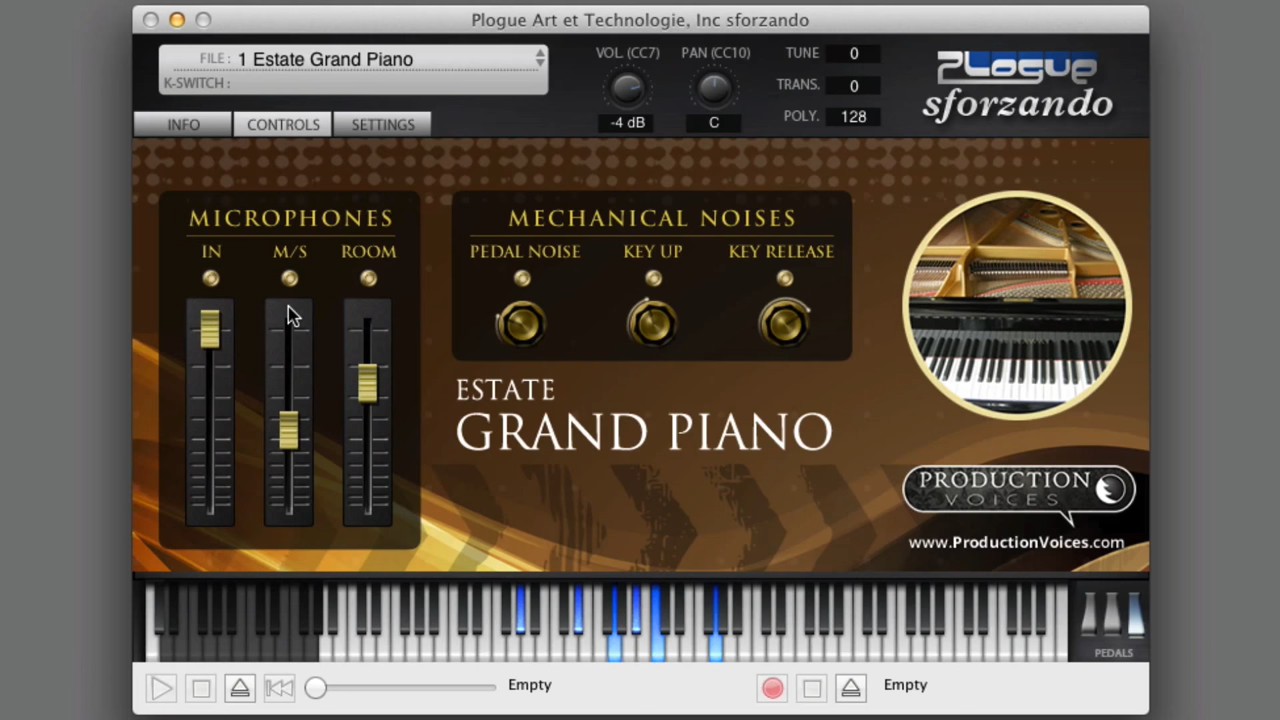 Plogue Art et Technologie, Inc sforzando
FILE: 1 Estate Grand Piano
K-SWITCH :
VOL. (CC7)
-4 dB
PAN (CC10)
C
TUNE 0
TRANS. 0
POLY. 128
PLogue
sforzando
INFO
CONTROLS
SETTINGS
MICROPHONES
IN
M/S
ROOM
MECHANICAL NOISES
PEDAL NOISE
KEY UP
KEY RELEASE
ESTATE
GRAND PIANO
PRODUCTION
VOICES
www.ProductionVoices.com
PEDALS
Empty
Empty